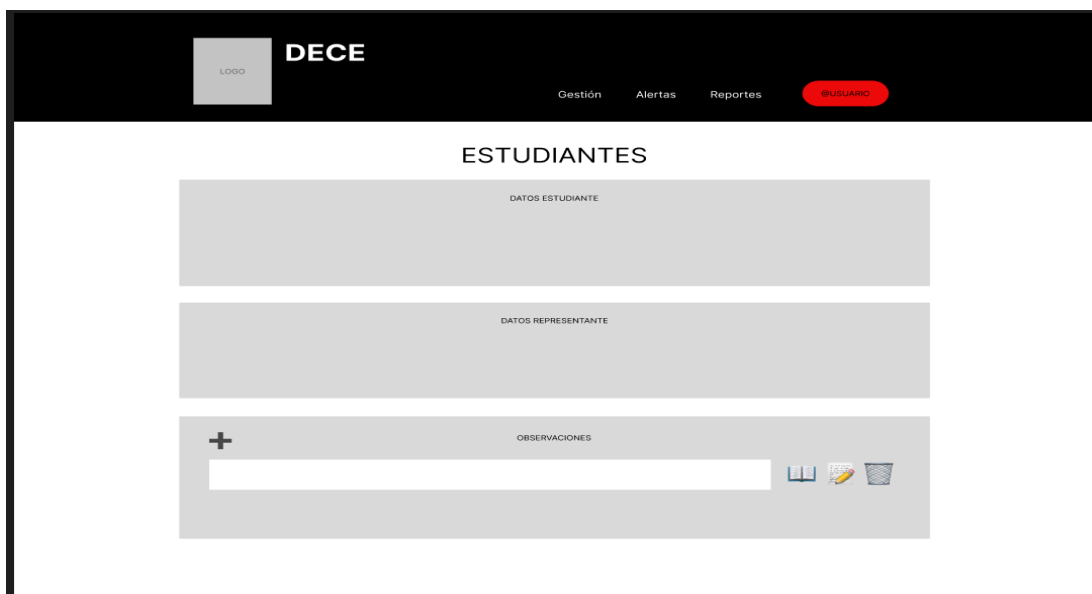 LOGO
DECE
Gestión Alertas Reportes @USUARIO
ESTUDIANTES
DATOS ESTUDIANTE
DATOS REPRESENTANTE
OBSERVACIONES